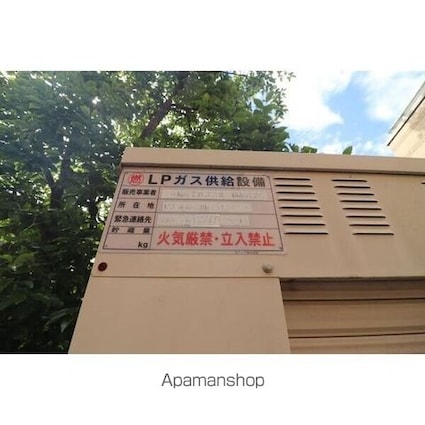 燃 LPガス供給設備
販売事業者
所在地
緊急連絡先
貯蔵量 kg
火気厳禁・立入禁止
Apamanshop